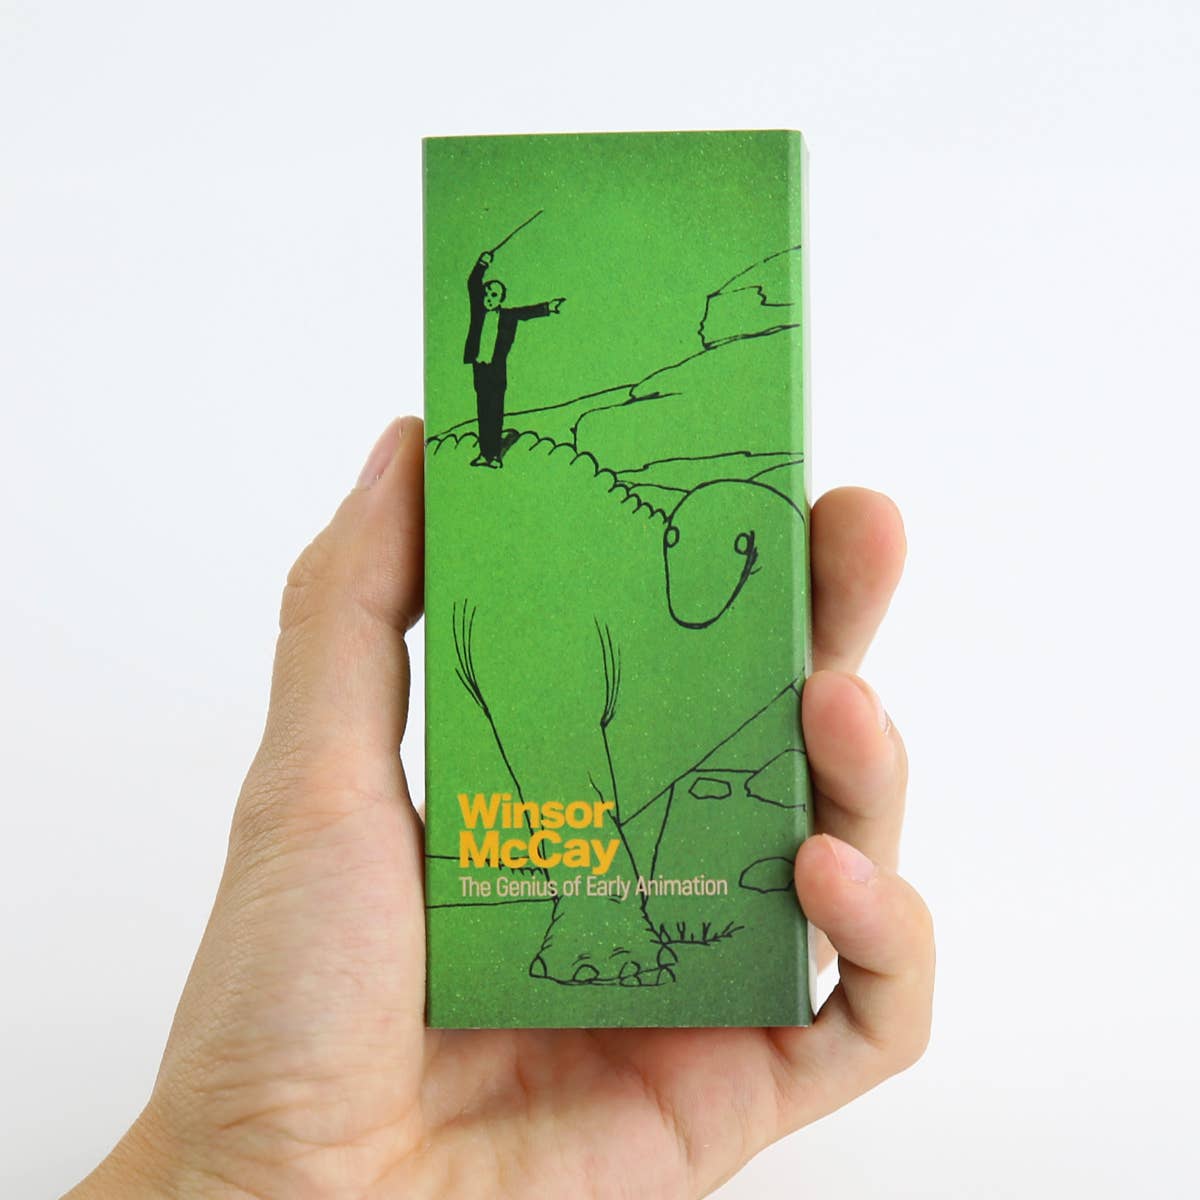 Winsor
McCay
The Genius of Early Animation